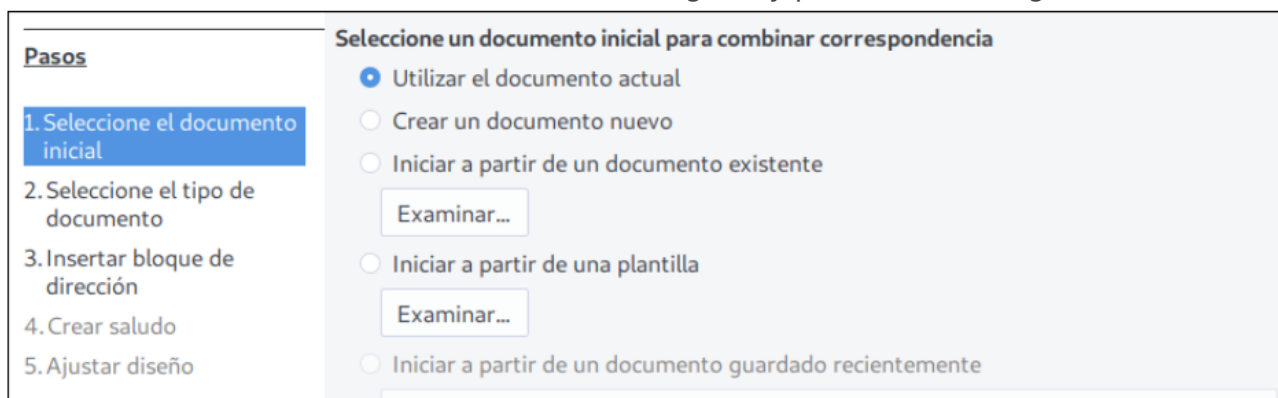 Pasos
1. Seleccione el documento
inicial
2. Seleccione el tipo de
documento
3. Insertar bloque de
dirección
4. Crear saludo
5. Ajustar diseño
Seleccione un documento inicial para combinar correspondencia
Utilizar el documento actual
Crear un documento nuevo
Iniciar a partir de un documento existente
Examinar...
Iniciar a partir de una plantilla
Examinar...
Iniciar a partir de un documento guardado recientemente